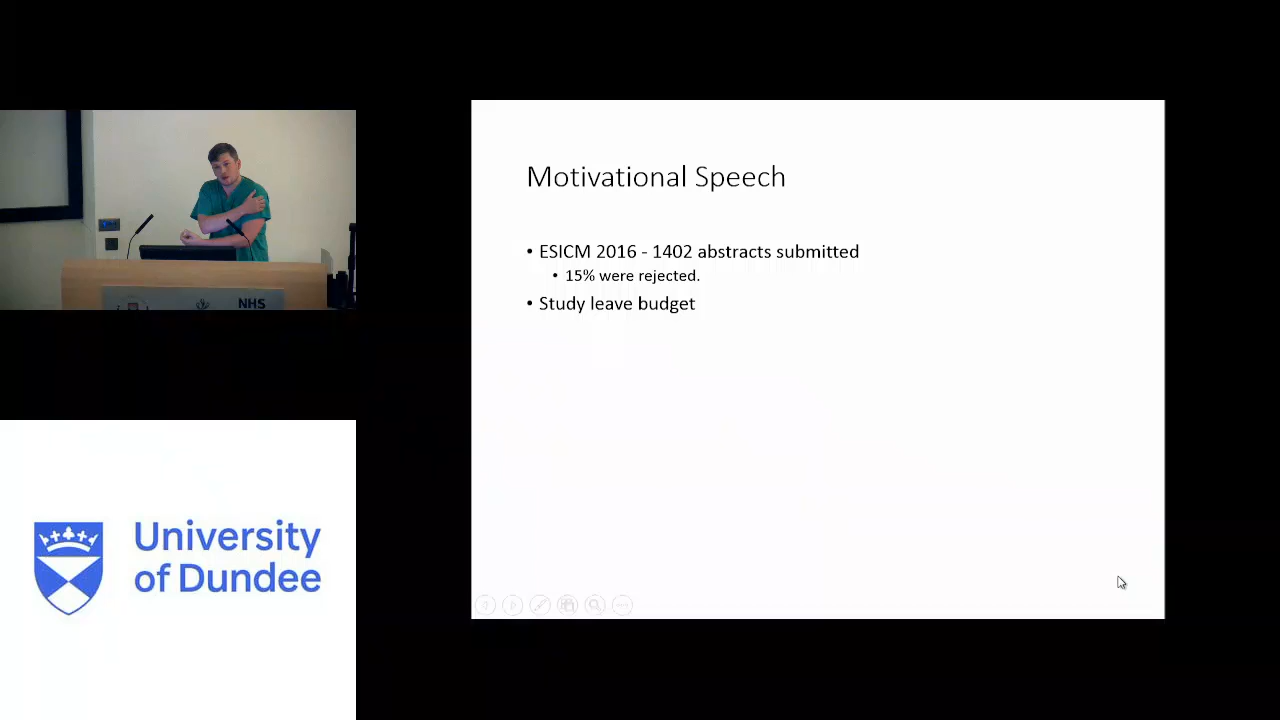 Motivational Speech
• ESICM 2016 - 1402 abstracts submitted
• 15% were rejected.
• Study leave budget
NHS
University
of Dundee